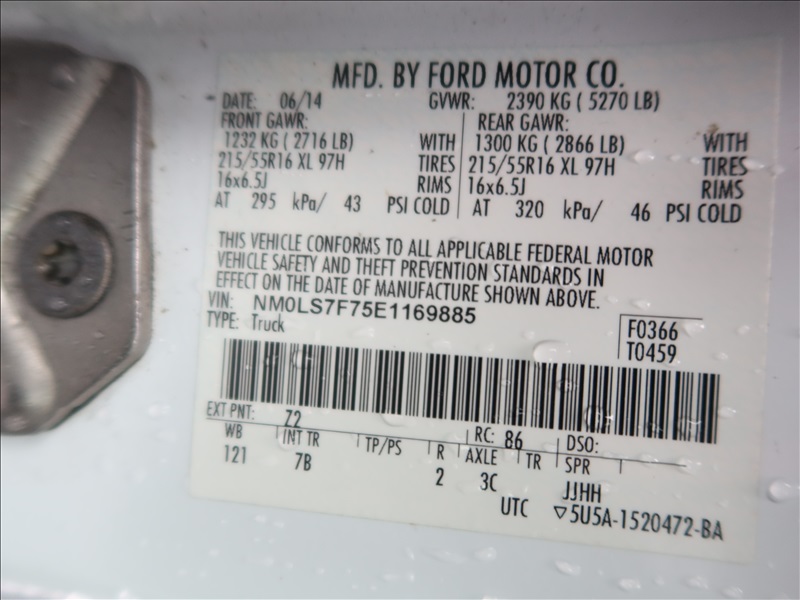 MFD. BY FORD MOTOR CO.
DATE: 06/14 GVWR: 2390 KG ( 5270 LB)
FRONT GAWR: REAR GAWR:
1232 KG ( 2716 LB) WITH 1300 KG ( 2866 LB) WITH
215/55R16 XL 97H TIRES 215/55R16 XL 97H TIRES
16x6.5J RIMS 16x6.5J RIMS
AT 295 kPa/ 43 PSI COLD AT 320 kPa/ 46 PSI COLD
THIS VEHICLE CONFORMS TO ALL APPLICABLE FEDERAL MOTOR
VEHICLE SAFETY AND THEFT PREVENTION STANDARDS IN
EFFECT ON THE DATE OF MANUFACTURE SHOWN ABOVE.
VIN: NM0LS7F75E1169885
TYPE: Truck F0366
T0459
EXT PNT: Z2 RC: 86 DSO:
WB INT TR TP/PS R AXLE TR SPR
121 7B 2 3C JJHH
UTC ▽5U5A-1520472-BA